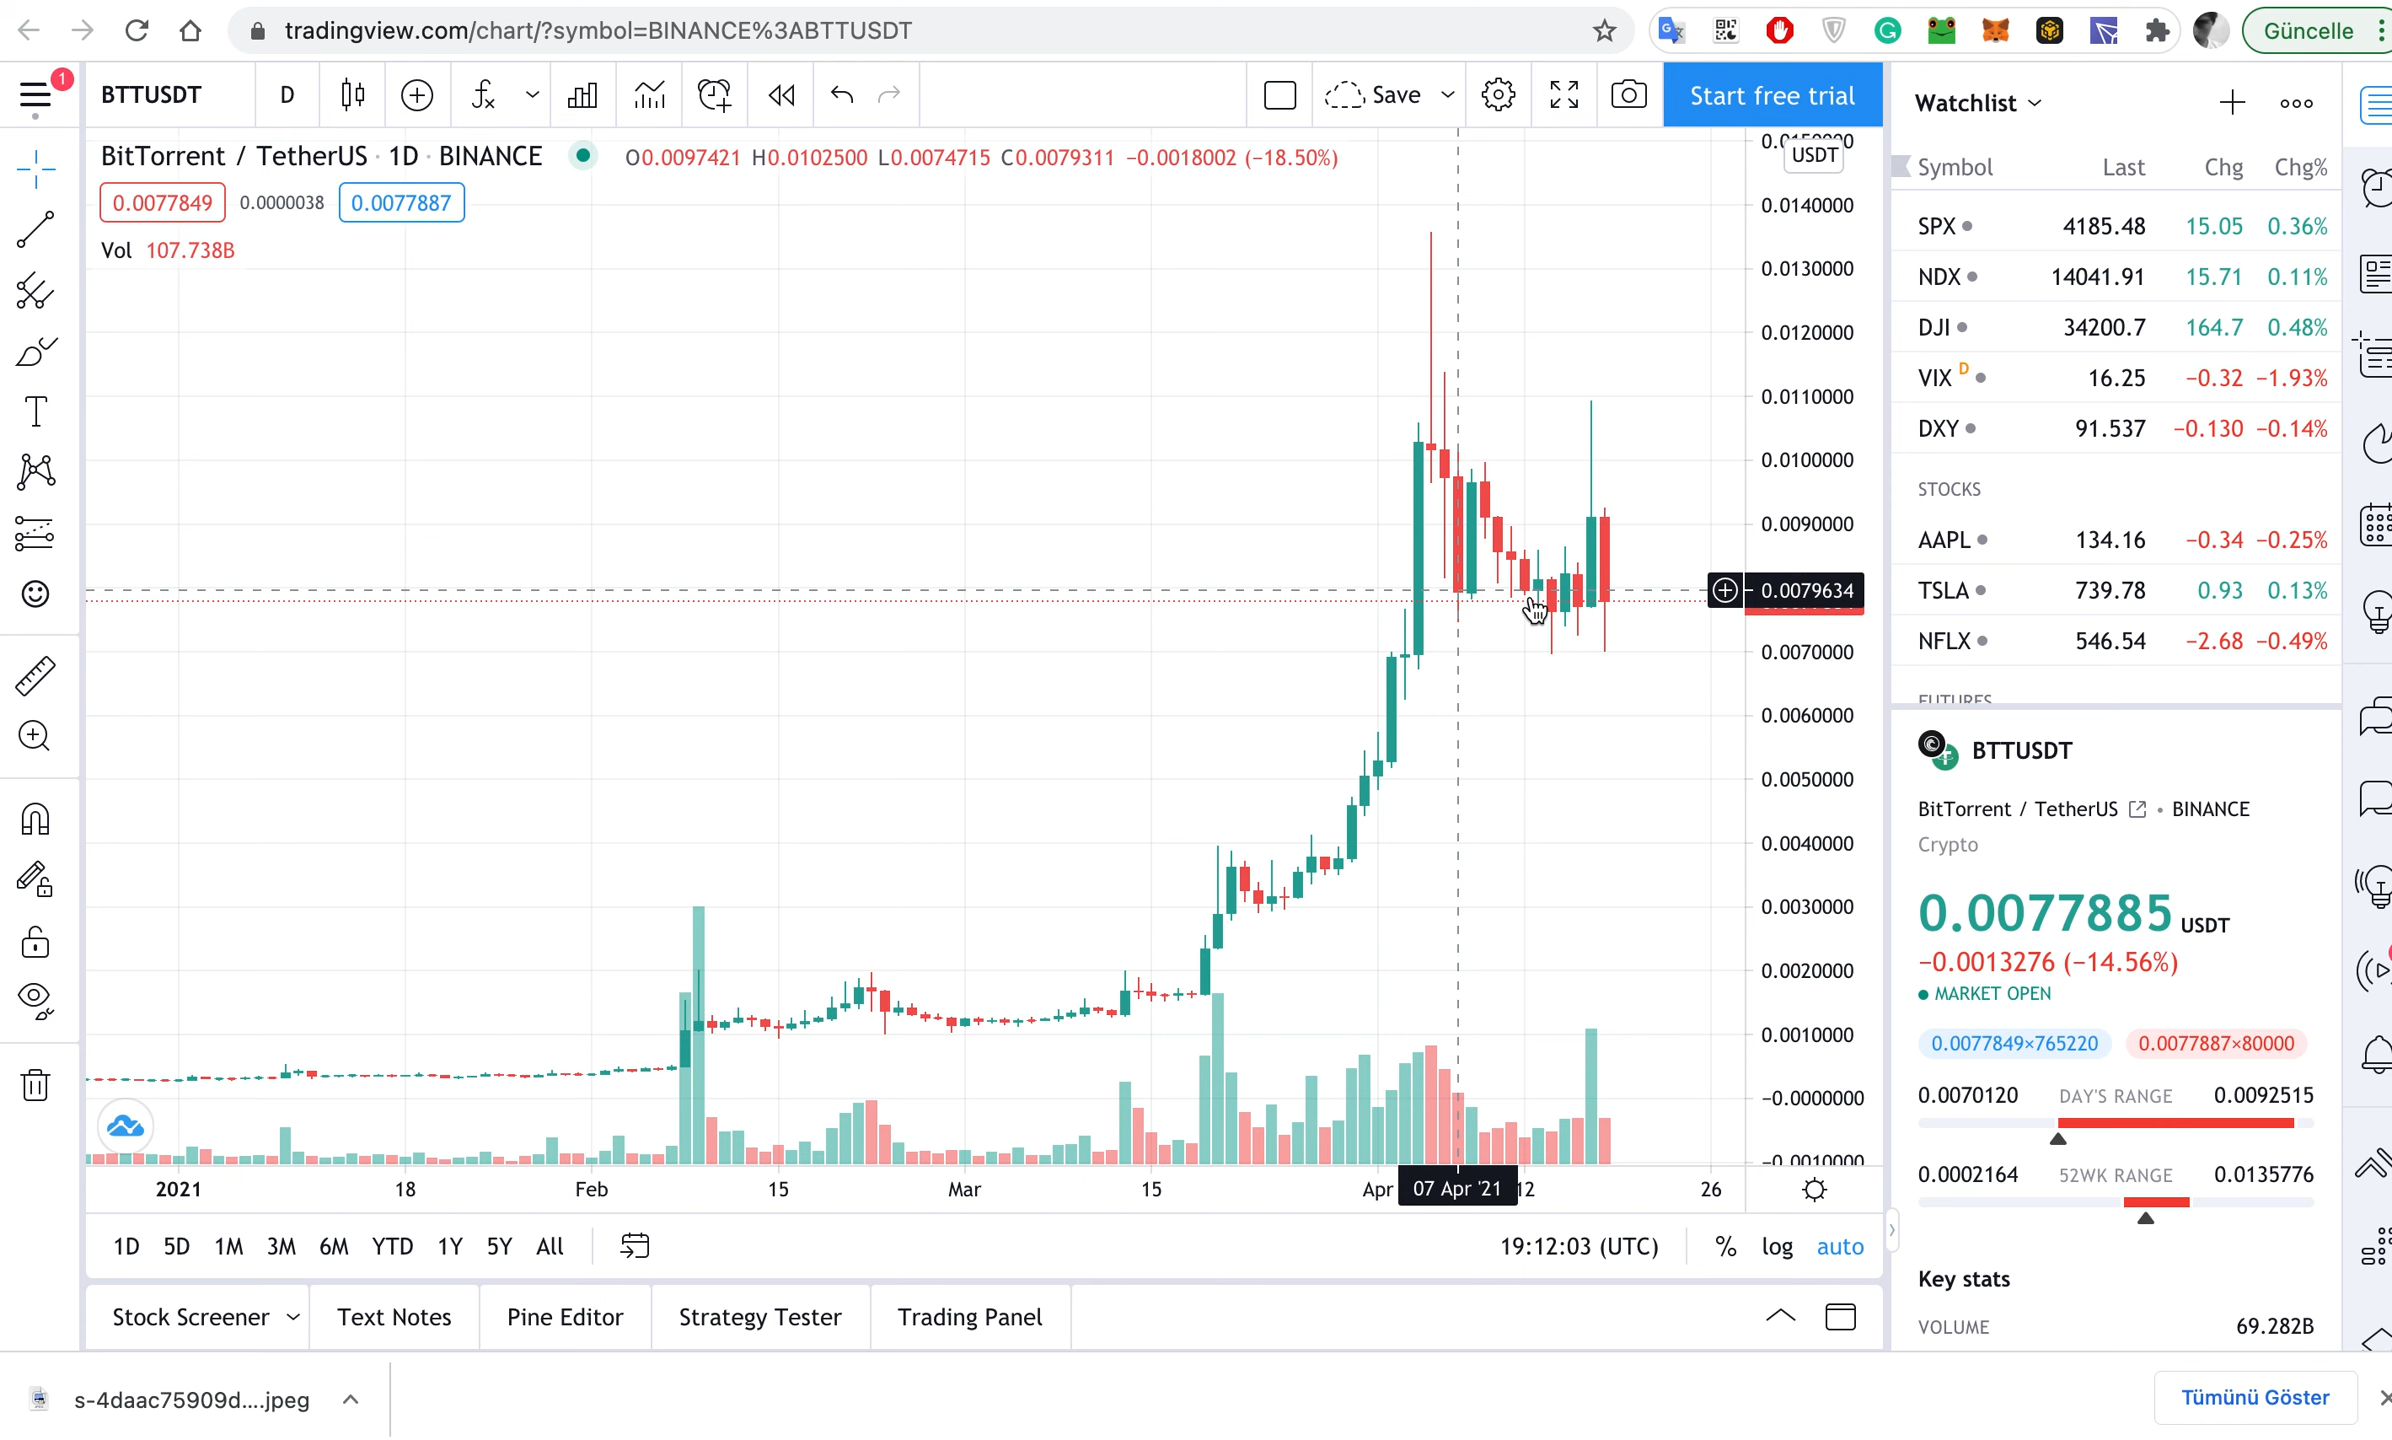 tradingview.com/chart/?symbol=BINANCE%3ABTTUSDT
Güncelle
1
BTTUSDT
D
Save
Start free trial
BitTorrent / TetherUS · 1D · BINANCE
O0.0097421 H0.0102500 L0.0074715 C0.0079311 −0.0018002 (−18.50%)
0.0077849 0.0000038 0.0077887
Vol 107.738B
USDT
0.0140000
0.0130000
0.0120000
0.0110000
0.0100000
0.0090000
0.0079634
0.0070000
0.0060000
0.0050000
0.0040000
0.0030000
0.0020000
0.0010000
−0.0000000
−0.0010000
2021 18 Feb 15 Mar 15 Apr 07 Apr '21 12 26
1D 5D 1M 3M 6M YTD 1Y 5Y All
19:12:03 (UTC) % log auto
Stock Screener Text Notes Pine Editor Strategy Tester Trading Panel
Watchlist
Symbol Last Chg Chg%
SPX 4185.48 15.05 0.36%
NDX 14041.91 15.71 0.11%
DJI 34200.7 164.7 0.48%
VIX D 16.25 −0.32 −1.93%
DXY 91.537 −0.130 −0.14%
STOCKS
AAPL 134.16 −0.34 −0.25%
TSLA 739.78 0.93 0.13%
NFLX 546.54 −2.68 −0.49%
FUTURES
BTTUSDT
BitTorrent / TetherUS • BINANCE
Crypto
0.0077885 USDT
−0.0013276 (−14.56%)
MARKET OPEN
0.0077849×765220 0.0077887×80000
0.0070120 DAY'S RANGE 0.0092515
0.0002164 52WK RANGE 0.0135776
Key stats
VOLUME 69.282B
s-4daac75909d....jpeg
Tümünü Göster